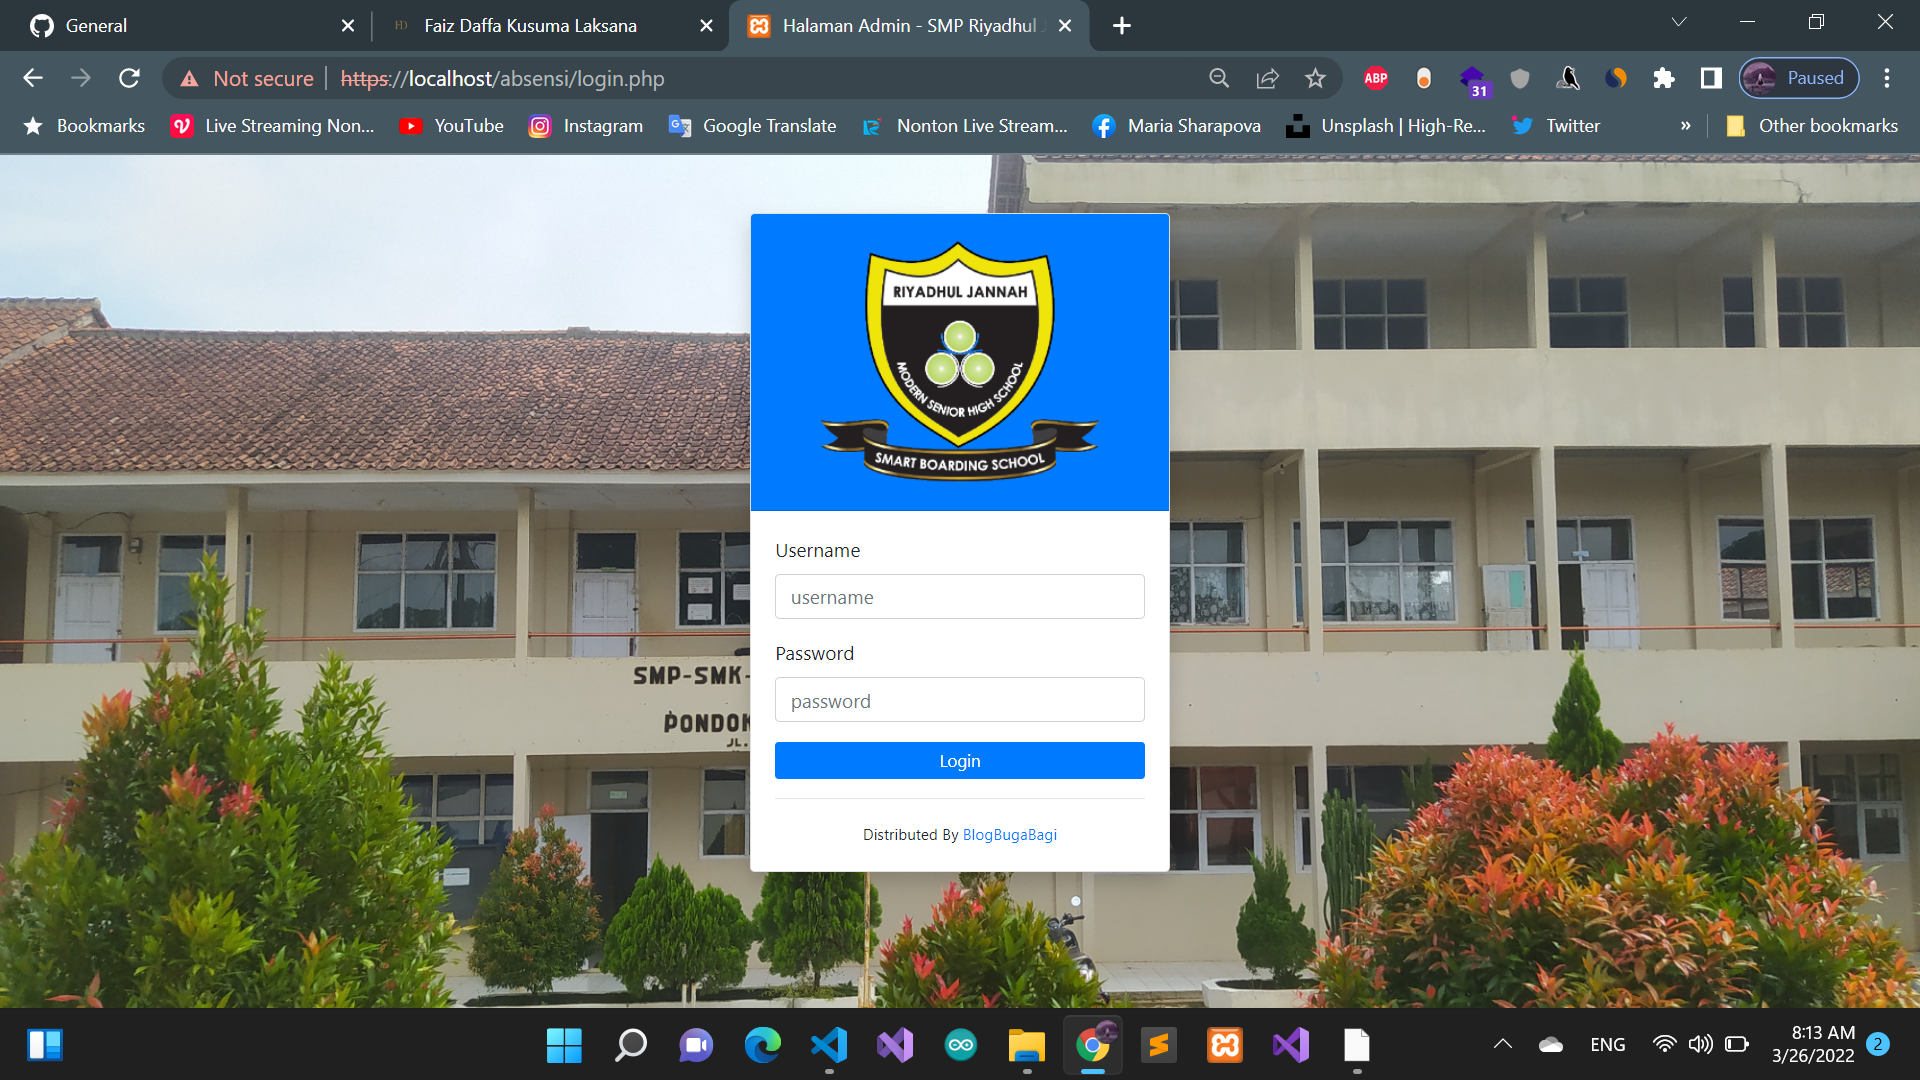 General
Faiz Daffa Kusuma Laksana
Halaman Admin - SMP Riyadhul
Not secure
https://localhost/absensi/login.php
ABP
31
Paused
Bookmarks
Live Streaming Non...
YouTube
Instagram
Google Translate
Nonton Live Stream...
Maria Sharapova
Unsplash | High-Re...
Twitter
»
Other bookmarks
RIYADHUL JANNAH
MODERN SENIOR HIGH SCHOOL
SMART BOARDING SCHOOL
Username
username
Password
password
Login
Distributed By BlogBugaBagi
SMP-SMK-
PONDOK
JL.
ENG
8:13 AM
3/26/2022
2